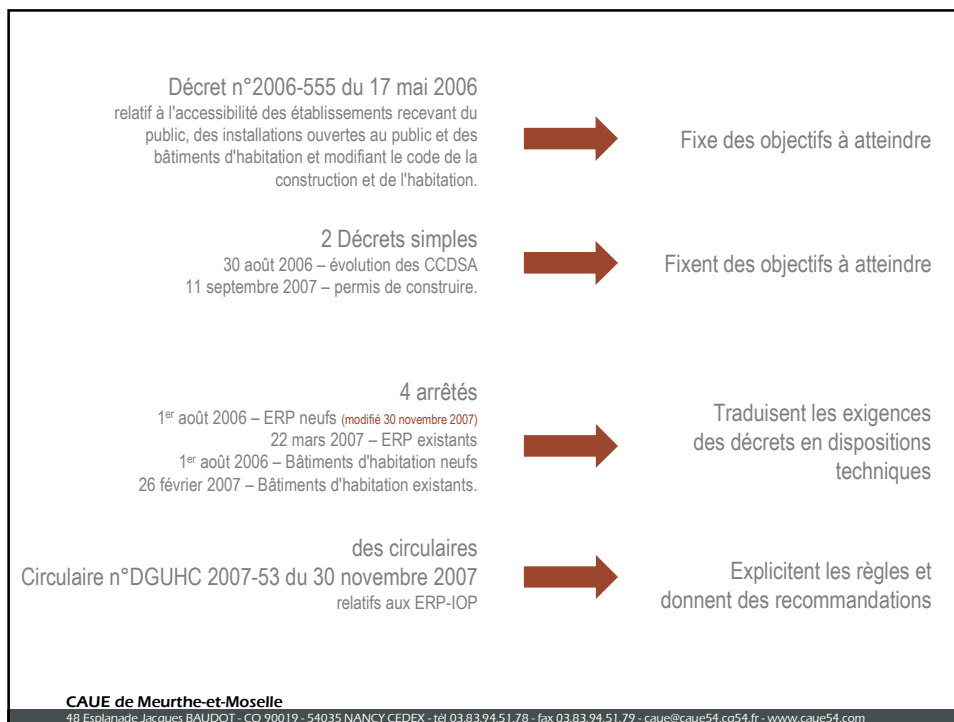 Décret n°2006-555 du 17 mai 2006
relatif à l'accessibilité des établissements recevant du
public, des installations ouvertes au public et des
bâtiments d'habitation et modifiant le code de la
construction et de l'habitation.
Fixe des objectifs à atteindre
2 Décrets simples
30 août 2006 – évolution des CCDSA
11 septembre 2007 – permis de construire.
Fixent des objectifs à atteindre
4 arrêtés
1er août 2006 – ERP neufs (modifié 30 novembre 2007)
22 mars 2007 – ERP existants
1er août 2006 – Bâtiments d'habitation neufs
26 février 2007 – Bâtiments d'habitation existants.
Traduisent les exigences
des décrets en dispositions
techniques
des circulaires
Circulaire n°DGUHC 2007-53 du 30 novembre 2007
relatifs aux ERP-IOP
Explicitent les règles et
donnent des recommandations
CAUE de Meurthe-et-Moselle
48 Esplanade Jacques BAUDOT - CO 90019 - 54035 NANCY CEDEX - tél 03.83.94.51.78 - fax 03.83.94.51.79 - caue@caue54.cg54.fr - www.caue54.com